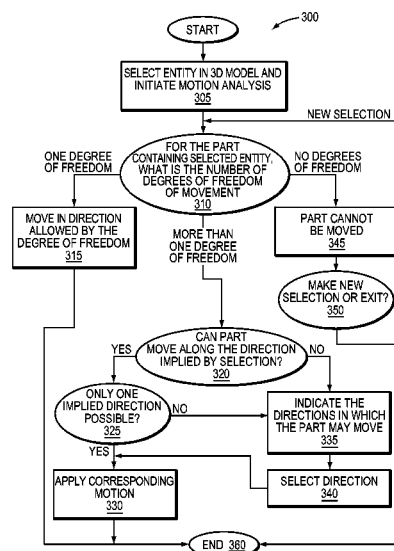 300
START
SELECT ENTITY IN 3D MODEL AND
INITIATE MOTION ANALYSIS
305
NEW SELECTION
FOR THE PART
CONTAINING SELECTED ENTITY,
WHAT IS THE NUMBER OF
DEGREES OF FREEDOM
OF MOVEMENT
310
ONE DEGREE
OF FREEDOM
NO DEGREES
OF FREEDOM
MOVE IN DIRECTION
ALLOWED BY THE
DEGREE OF FREEDOM
315
MORE THAN
ONE DEGREE
OF FREEDOM
PART CANNOT
BE MOVED
345
MAKE NEW
SELECTION OR EXIT?
350
CAN PART
MOVE ALONG THE DIRECTION
IMPLIED BY SELECTION?
320
YES
NO
ONLY ONE
IMPLIED DIRECTION
POSSIBLE?
325
NO
INDICATE THE
DIRECTIONS IN WHICH
THE PART MAY MOVE
335
YES
APPLY CORRESPONDING
MOTION
330
SELECT DIRECTION
340
END 360